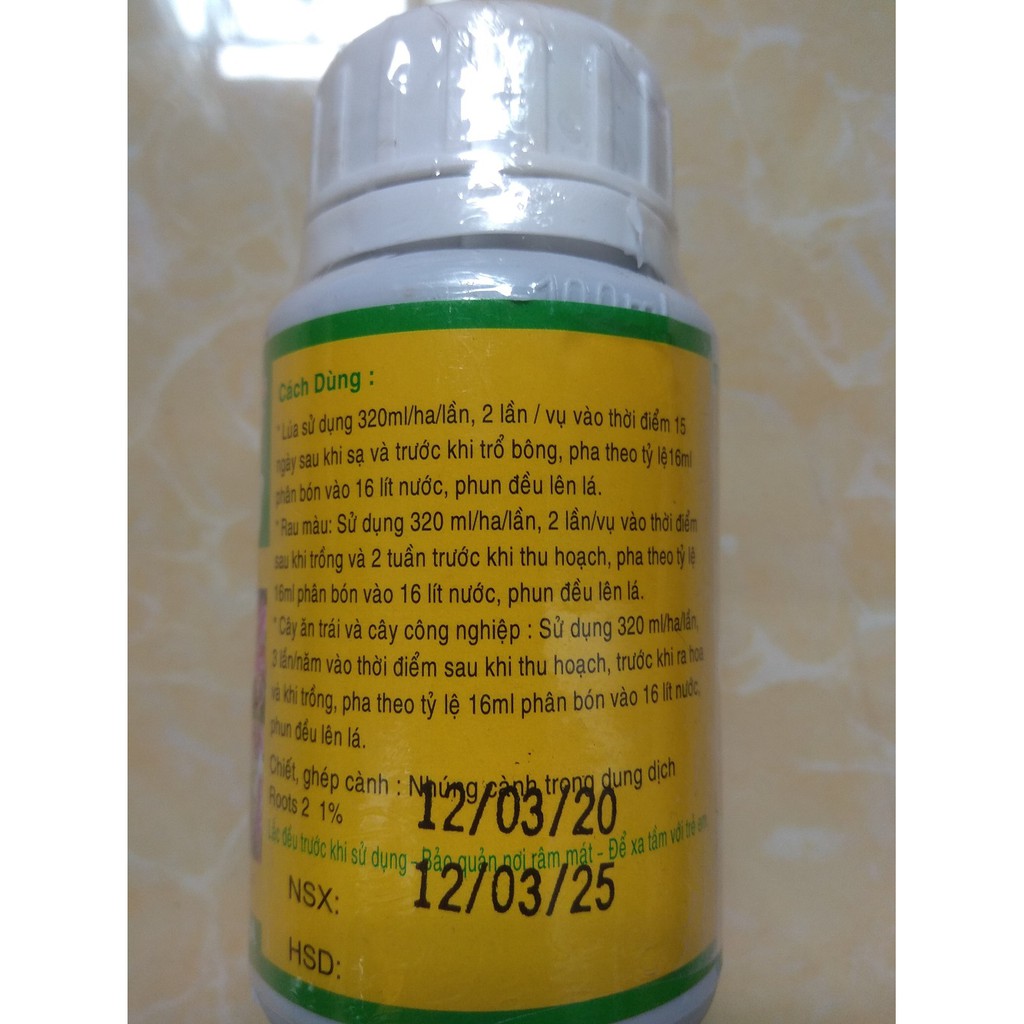 100ml
Cách Dùng :
* Lúa sử dụng 320ml/ha/lần, 2 lần / vụ vào thời điểm 15
ngày sau khi sạ và trước khi trổ bông, pha theo tỷ lệ 16ml
phân bón vào 16 lít nước, phun đều lên lá.
* Rau màu: Sử dụng 320 ml/ha/lần, 2 lần/vụ vào thời điểm
sau khi trồng và 2 tuần trước khi thu hoạch, pha theo tỷ lệ
16ml phân bón vào 16 lít nước, phun đều lên lá.
* Cây ăn trái và cây công nghiệp : Sử dụng 320 ml/ha/lần,
3 lần/năm vào thời điểm sau khi thu hoạch, trước khi ra hoa
và khi trồng, pha theo tỷ lệ 16ml phân bón vào 16 lít nước,
phun đều lên lá.
Chiết, ghép cành : Nhúng cành trong dung dịch
Roots 2 1%
12/03/20
Lắc đều trước khi sử dụng - Bảo quản nơi râm mát - Để xa tầm với trẻ em
NSX: 12/03/25
HSD: